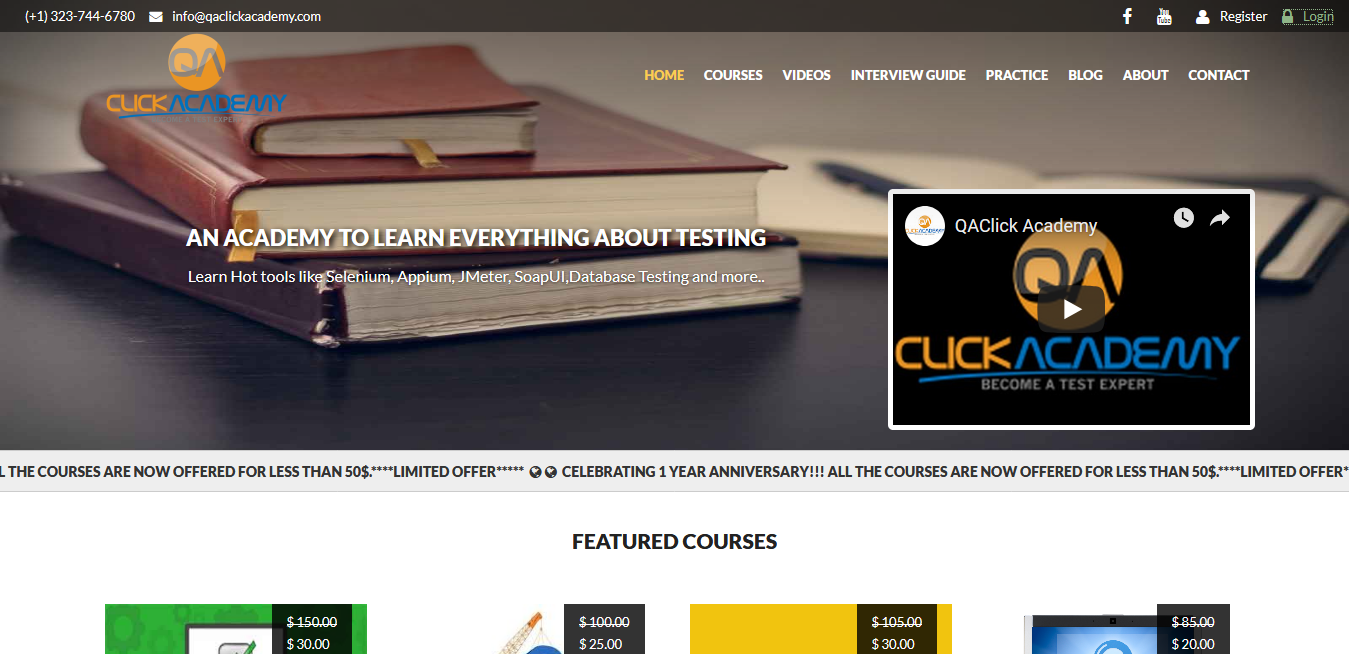 (+1) 323-744-6780 info@qaclickacademy.com
You Tube Register Login
QA
CLICKACADEMY
HOME COURSES VIDEOS INTERVIEW GUIDE PRACTICE BLOG ABOUT CONTACT
AN ACADEMY TO LEARN EVERYTHING ABOUT TESTING
Learn Hot tools like Selenium, Appium, JMeter, SoapUI,Database Testing and more..
QAClick Academy
QA
CLICKACADEMY
BECOME A TEST EXPERT
L THE COURSES ARE NOW OFFERED FOR LESS THAN 50$.****LIMITED OFFER***** CELEBRATING 1 YEAR ANNIVERSARY!!! ALL THE COURSES ARE NOW OFFERED FOR LESS THAN 50$.****LIMITED OFFER*
FEATURED COURSES
$ 150.00
$ 30.00
$ 100.00
$ 25.00
$ 105.00
$ 30.00
$ 85.00
$ 20.00